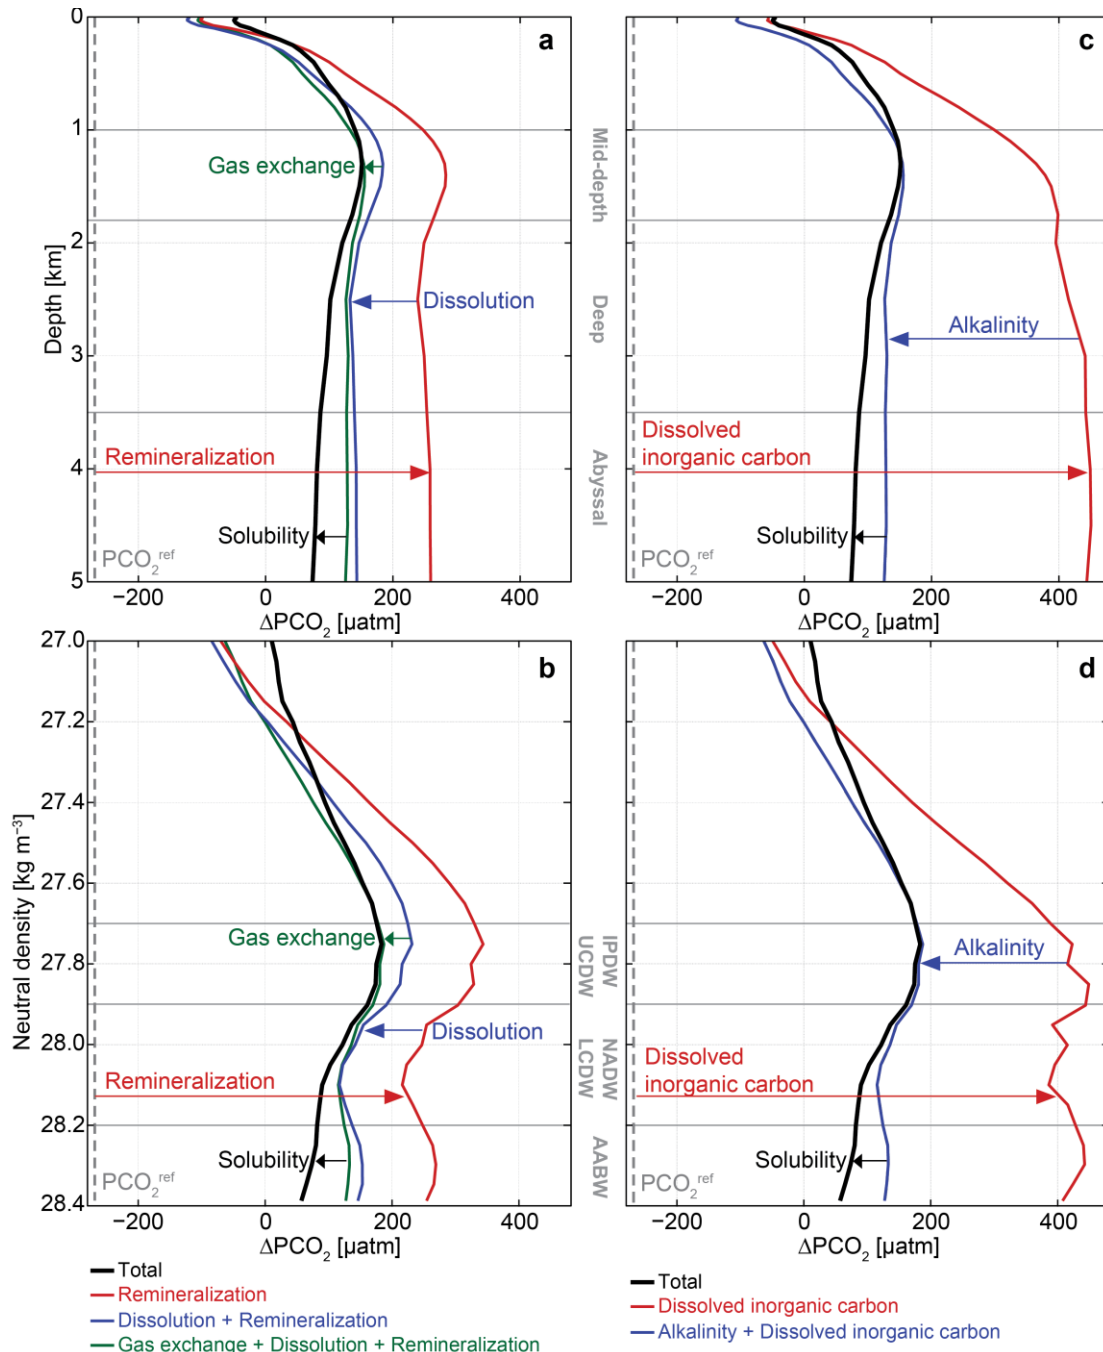 a
0
1
2
3
4
5
Depth [km]
Gas exchange
Dissolution
Remineralization
Solubility
PCO₂ʳᵉᶠ
−200 0 200 400
ΔPCO₂ [µatm]
Mid-depth
Deep
Abyssal
c
Alkalinity
Dissolved
inorganic carbon
Solubility
PCO₂ʳᵉᶠ
−200 0 200 400
ΔPCO₂ [µatm]
b
27.0
27.2
27.4
27.6
27.8
28.0
28.2
28.4
Neutral density [kg m⁻³]
Gas exchange
Dissolution
Remineralization
Solubility
PCO₂ʳᵉᶠ
−200 0 200 400
ΔPCO₂ [µatm]
IPDW
UCDW
NADW
LCDW
AABW
d
Alkalinity
Dissolved
inorganic carbon
Solubility
PCO₂ʳᵉᶠ
−200 0 200 400
ΔPCO₂ [µatm]
Total
Remineralization
Dissolution + Remineralization
Gas exchange + Dissolution + Remineralization
Total
Dissolved inorganic carbon
Alkalinity + Dissolved inorganic carbon